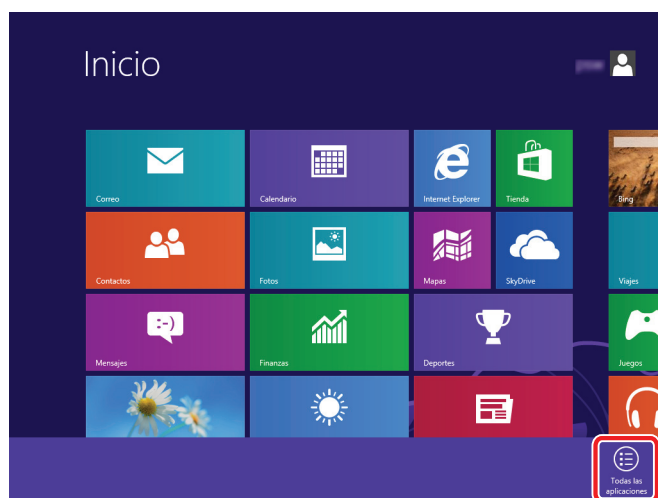 Inicio
Correo
Calendario
Internet Explorer
Tienda
Bing
Contactos
Fotos
Mapas
SkyDrive
Viajes
Mensajes
Finanzas
Deportes
Juegos
Todas las
aplicaciones